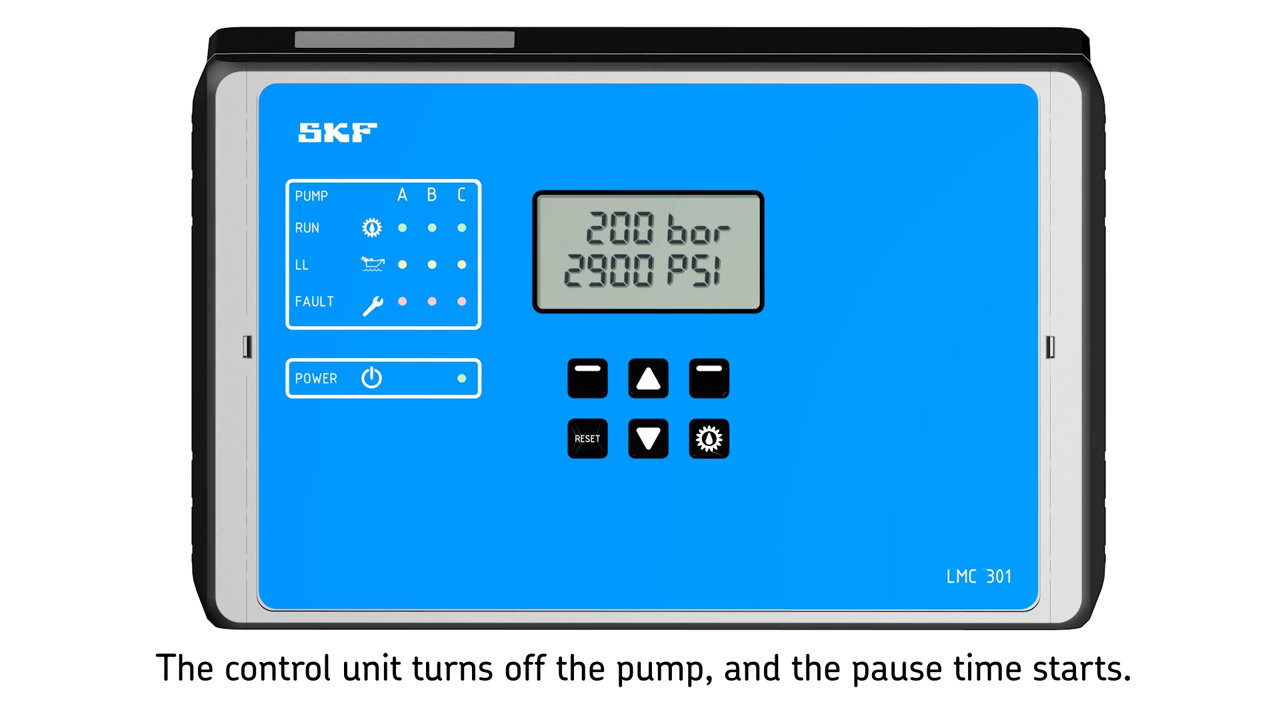 SKF
PUMP A B C
RUN
LL
FAULT
POWER
200 bar
2900 PSI
RESET
LMC 301
The control unit turns off the pump, and the pause time starts.